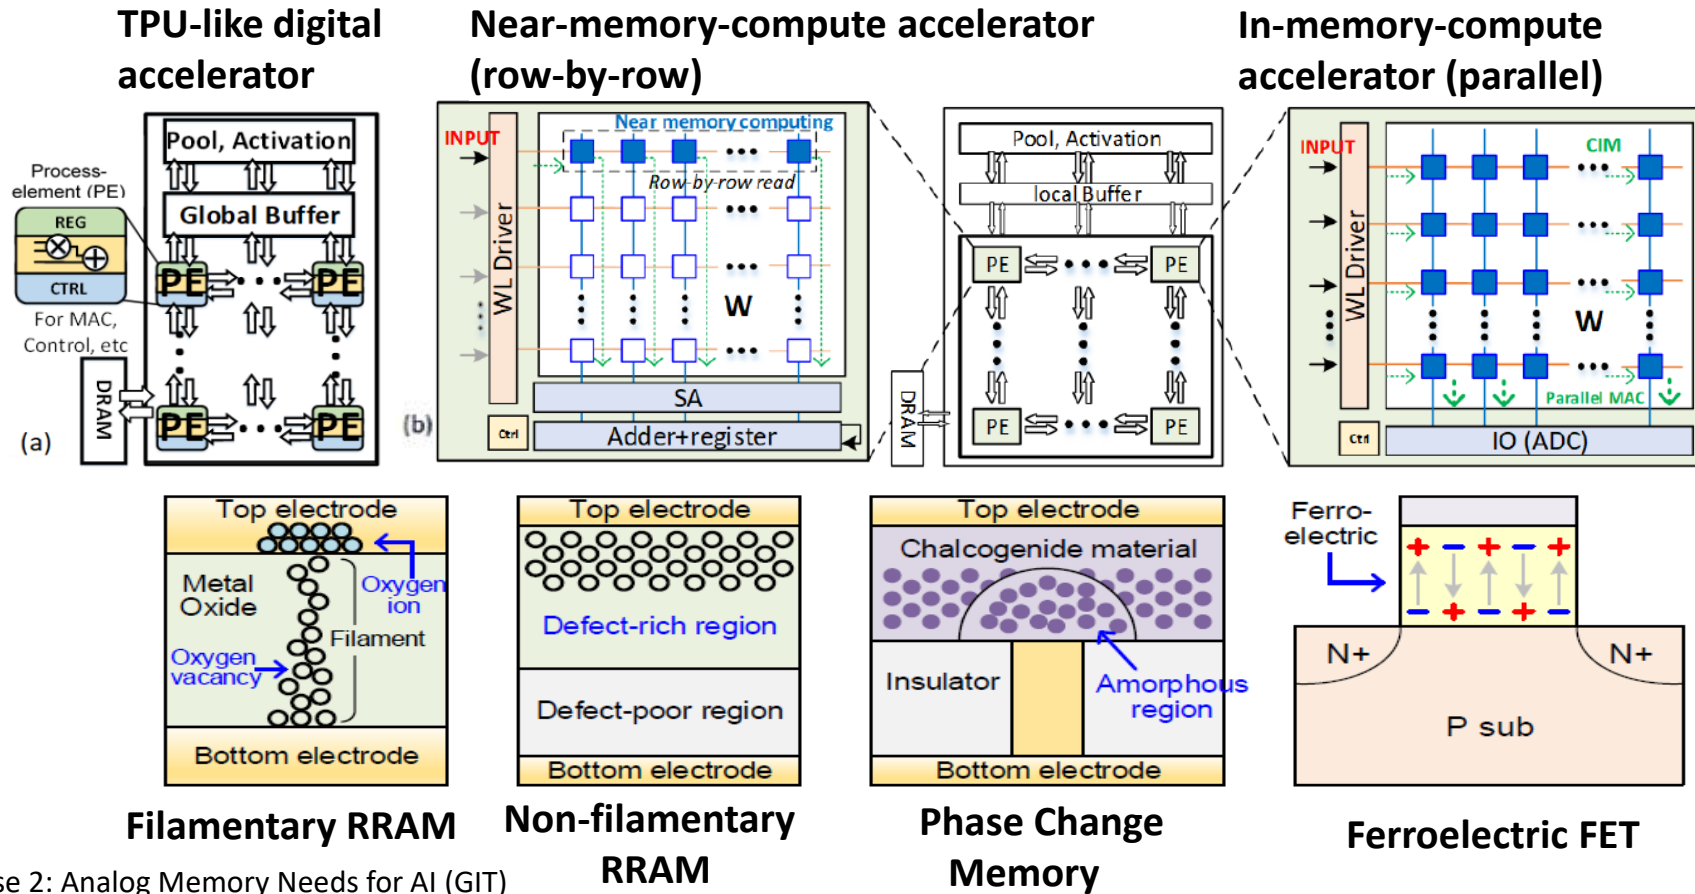 TPU-like digital
accelerator
Near-memory-compute accelerator
(row-by-row)
In-memory-compute
accelerator (parallel)
Pool, Activation
Process-
element (PE)
REG
CTRL
For MAC,
Control, etc
Global Buffer
PE
PE
PE
PE
DRAM
(a)
(b)
INPUT
WL Driver
Near memory computing
Row-by-row read
W
SA
Ctrl
Adder+register
Pool, Activation
local Buffer
PE
PE
PE
PE
DRAM
INPUT
WL Driver
CIM
W
Parallel MAC
Ctrl
IO (ADC)
Top electrode
Metal
Oxide
Oxygen
ion
Filament
Oxygen
vacancy
Bottom electrode
Filamentary RRAM
Top electrode
Defect-rich region
Defect-poor region
Bottom electrode
Non-filamentary
RRAM
Top electrode
Chalcogenide material
Insulator
Amorphous
region
Bottom electrode
Phase Change
Memory
Ferro-
electric
+ − + − +
− + − + −
N+
N+
P sub
Ferroelectric FET
se 2: Analog Memory Needs for AI (GIT)